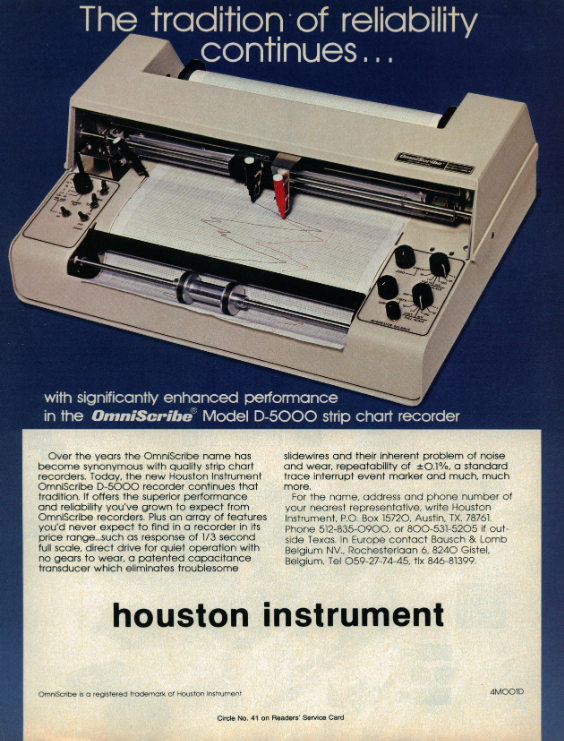 The tradition of reliability
continues...
OmniScribe
with significantly enhanced performance
in the OmniScribe® Model D-5000 strip chart recorder
Over the years the OmniScribe name has
become synonymous with quality strip chart
recorders. Today, the new Houston Instrument
OmniScribe D-5000 recorder continues that
tradition. If offers the superior performance
and reliability you've grown to expect from
OmniScribe recorders. Plus an array of features
you'd never expect to find in a recorder in its
price range...such as response of 1/3 second
full scale, direct drive for quiet operation with
no gears to wear, a patented capacitance
transducer which eliminates troublesome
slidewires and their inherent problem of noise
and wear, repeatability of ±0.1%, a standard
trace interrupt event marker and much, much
more.
For the name, address and phone number of
your nearest representative, write Houston
Instrument, P.O. Box 15720, Austin, TX, 78761.
Phone 512-835-0900, or 800-531-5205 if out-
side Texas. In Europe contact Bausch & Lomb
Belgium NV., Rochesterlaan 6, 8240 Gistel,
Belgium. Tel 059-27-74-45, tlx 846-81399.
houston instrument
OmniScribe is a registered trademark of Houston Instrument
4M001D
Circle No. 41 on Readers' Service Card